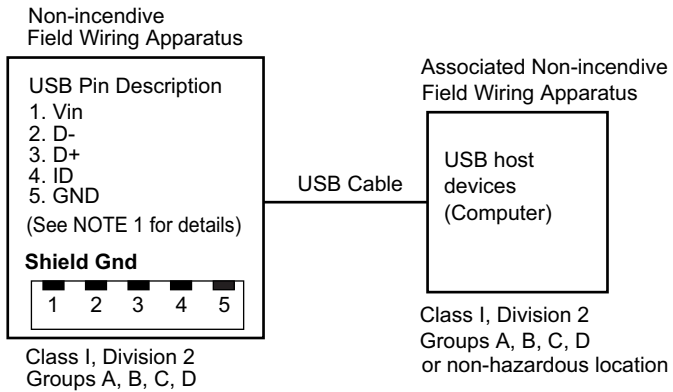 Non-incendive
Field Wiring Apparatus
USB Pin Description
1. Vin
2. D-
3. D+
4. ID
5. GND
(See NOTE 1 for details)
Shield Gnd
1 2 3 4 5
Class I, Division 2
Groups A, B, C, D
USB Cable
Associated Non-incendive
Field Wiring Apparatus
USB host
devices
(Computer)
Class I, Division 2
Groups A, B, C, D
or non-hazardous location